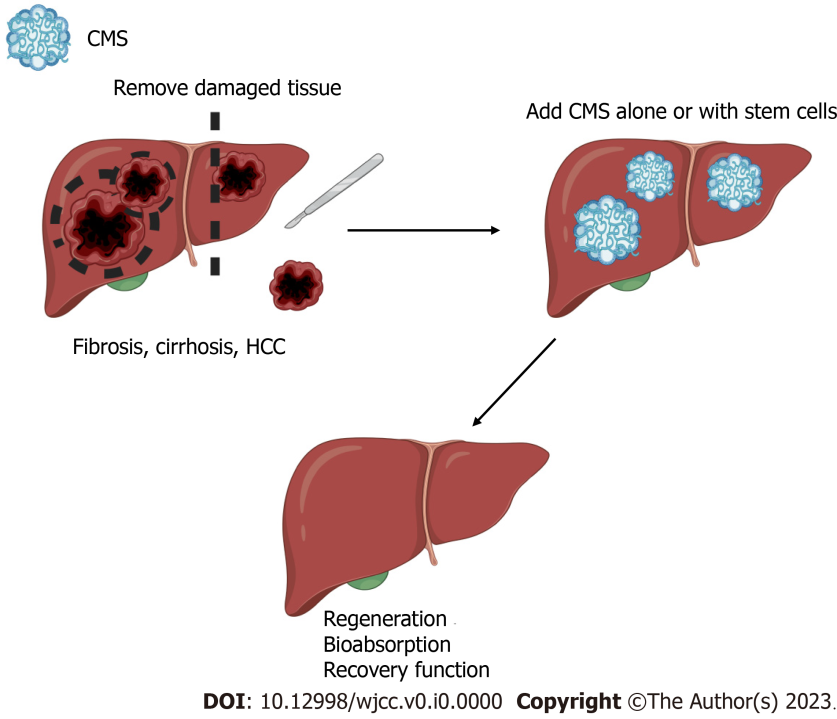 CMS
Remove damaged tissue
Add CMS alone or with stem cells
Fibrosis, cirrhosis, HCC
Regeneration
Bioabsorption
Recovery function
DOI: 10.12998/wjcc.v0.i0.0000 Copyright ©The Author(s) 2023.